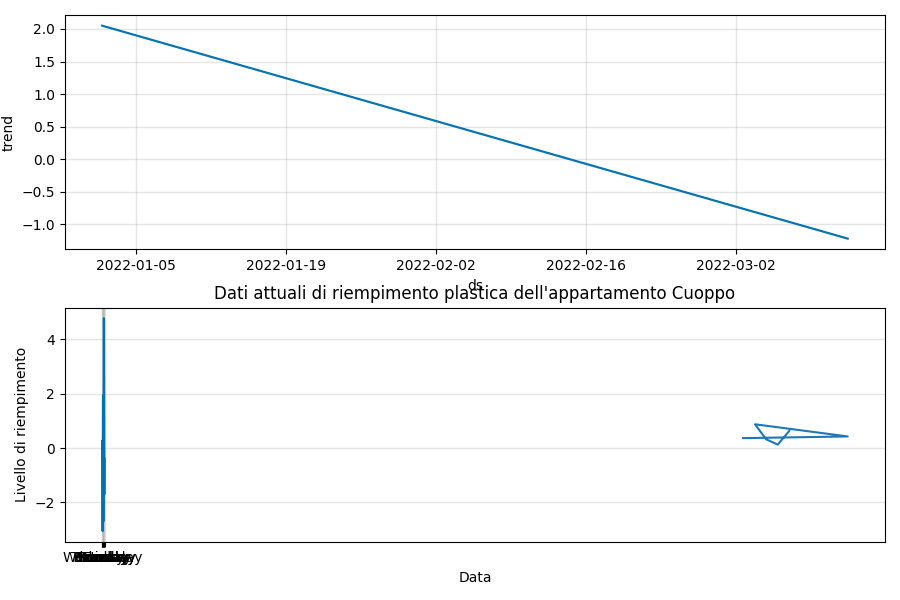 2.0
1.5
1.0
0.5
0.0
−0.5
−1.0
trend
2022-01-05 2022-01-19 2022-02-02 2022-02-16 2022-03-02
ds
Dati attuali di riempimento plastica dell'appartamento Cuoppo
4
2
0
−2
Livello di riempimento
Data